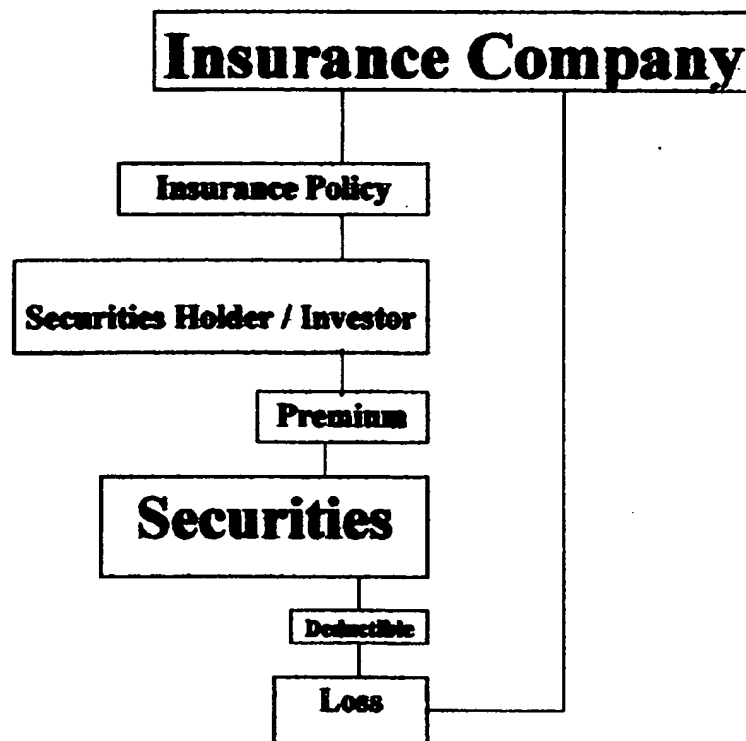 Insurance Company
Insurance Policy
Securities Holder / Investor
Premium
Securities
Deductible
Loss